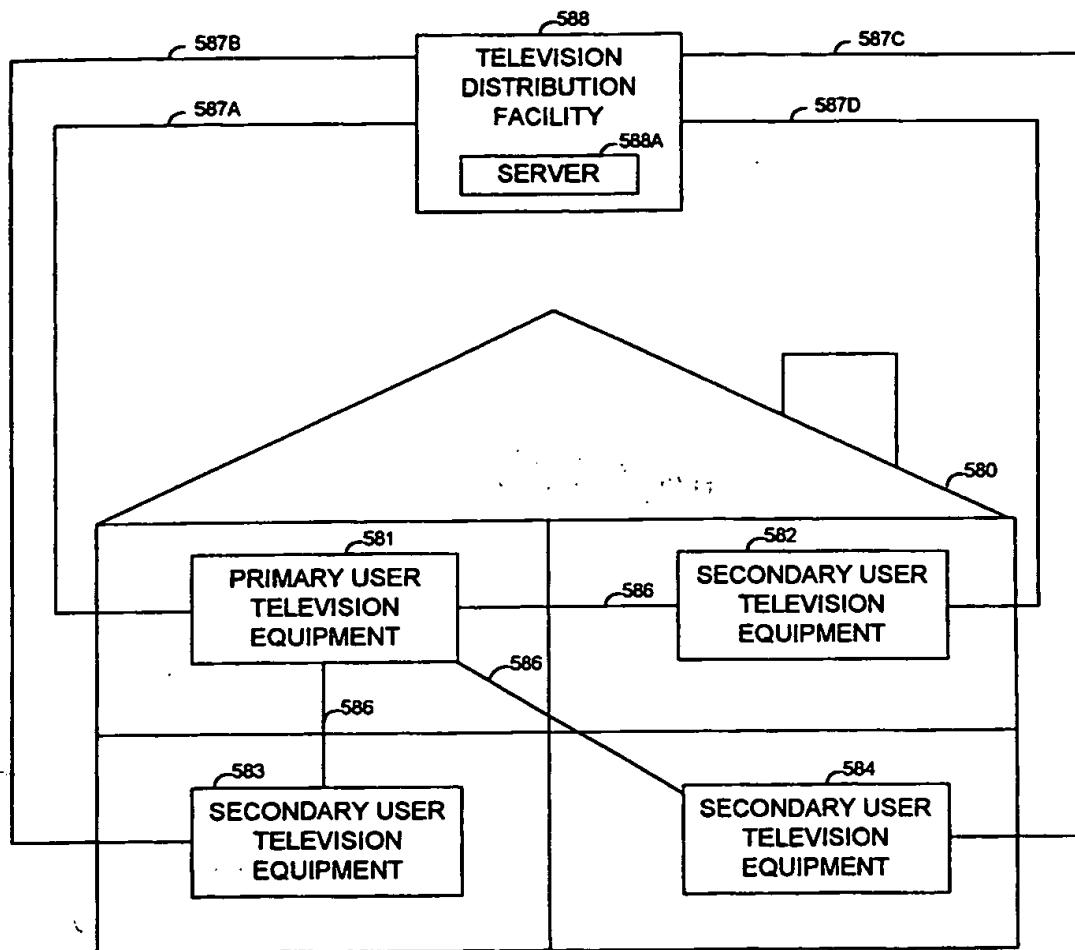 588
587B
587C
TELEVISION
DISTRIBUTION
FACILITY
587A
587D
588A
SERVER
580
581
PRIMARY USER
TELEVISION
EQUIPMENT
582
SECONDARY USER
TELEVISION
EQUIPMENT
586
586
586
583
SECONDARY USER
TELEVISION
EQUIPMENT
584
SECONDARY USER
TELEVISION
EQUIPMENT